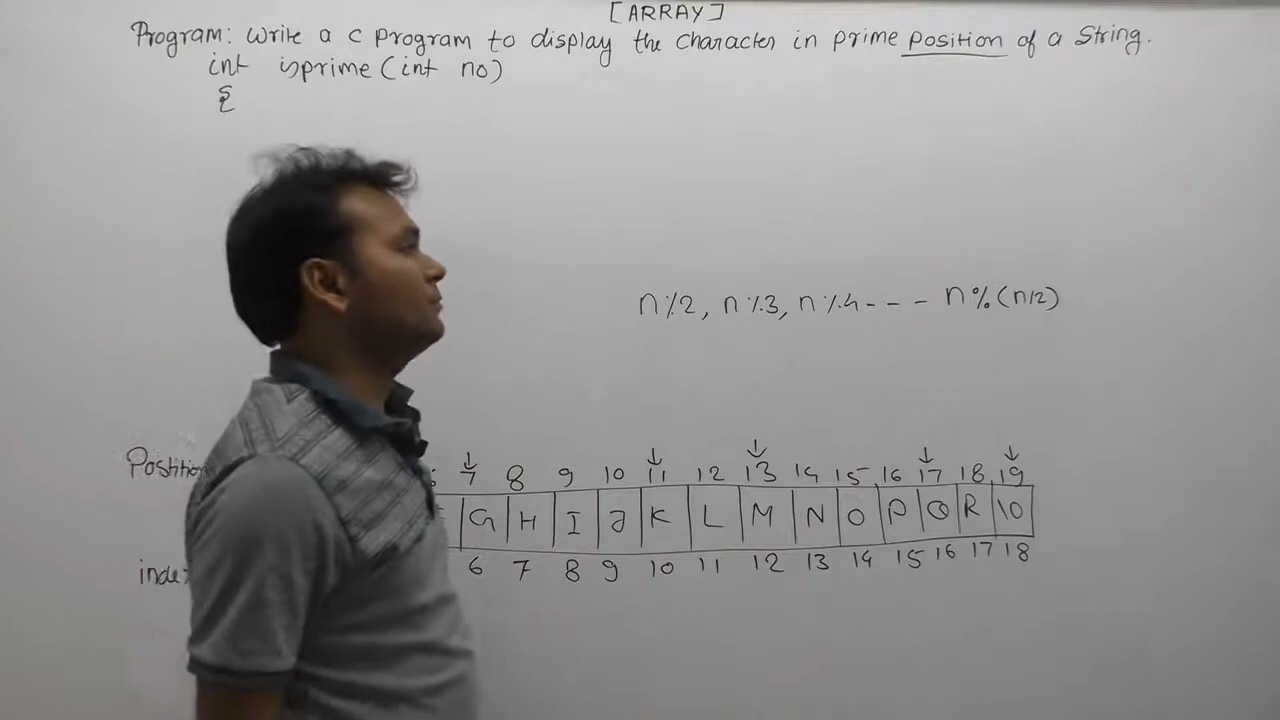 [ARRAY]
Program: Write a c program to display the character in prime position of a string.
int isprime(int no)
{
n%2, n%3, n%4--- n%(n/2)
7 8 9 10 11 12 13 14 15 16 17 18 19
G H I J K L M N O P Q R \0
6 7 8 9 10 11 12 13 14 15 16 17 18